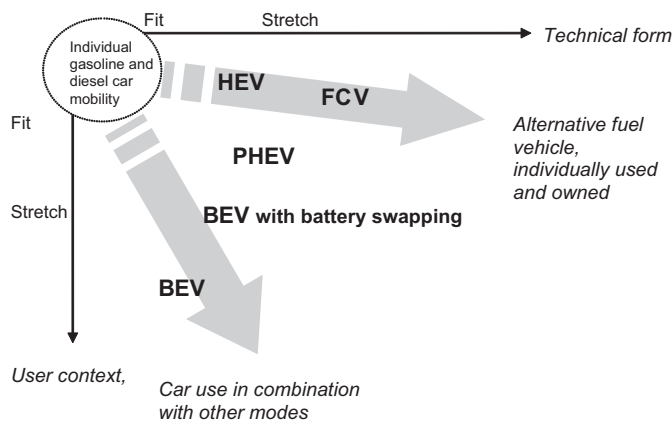 Fit
Stretch
Technical form
Individual
gasoline and
diesel car
mobility
HEV
FCV
Fit
Alternative fuel
vehicle,
individually used
and owned
PHEV
Stretch
BEV with battery swapping
BEV
User context,
Car use in combination
with other modes